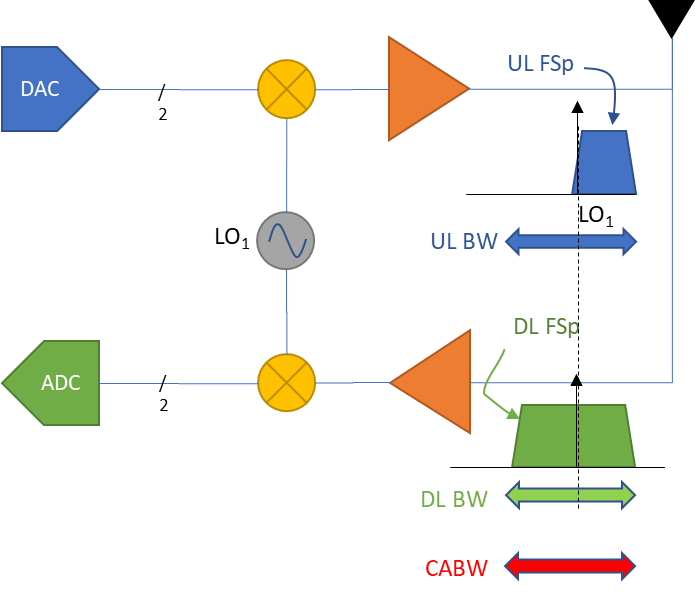 UL FSp
DAC
/
2
LO1
LO1
UL BW
DL FSp
ADC
/
2
DL BW
CABW